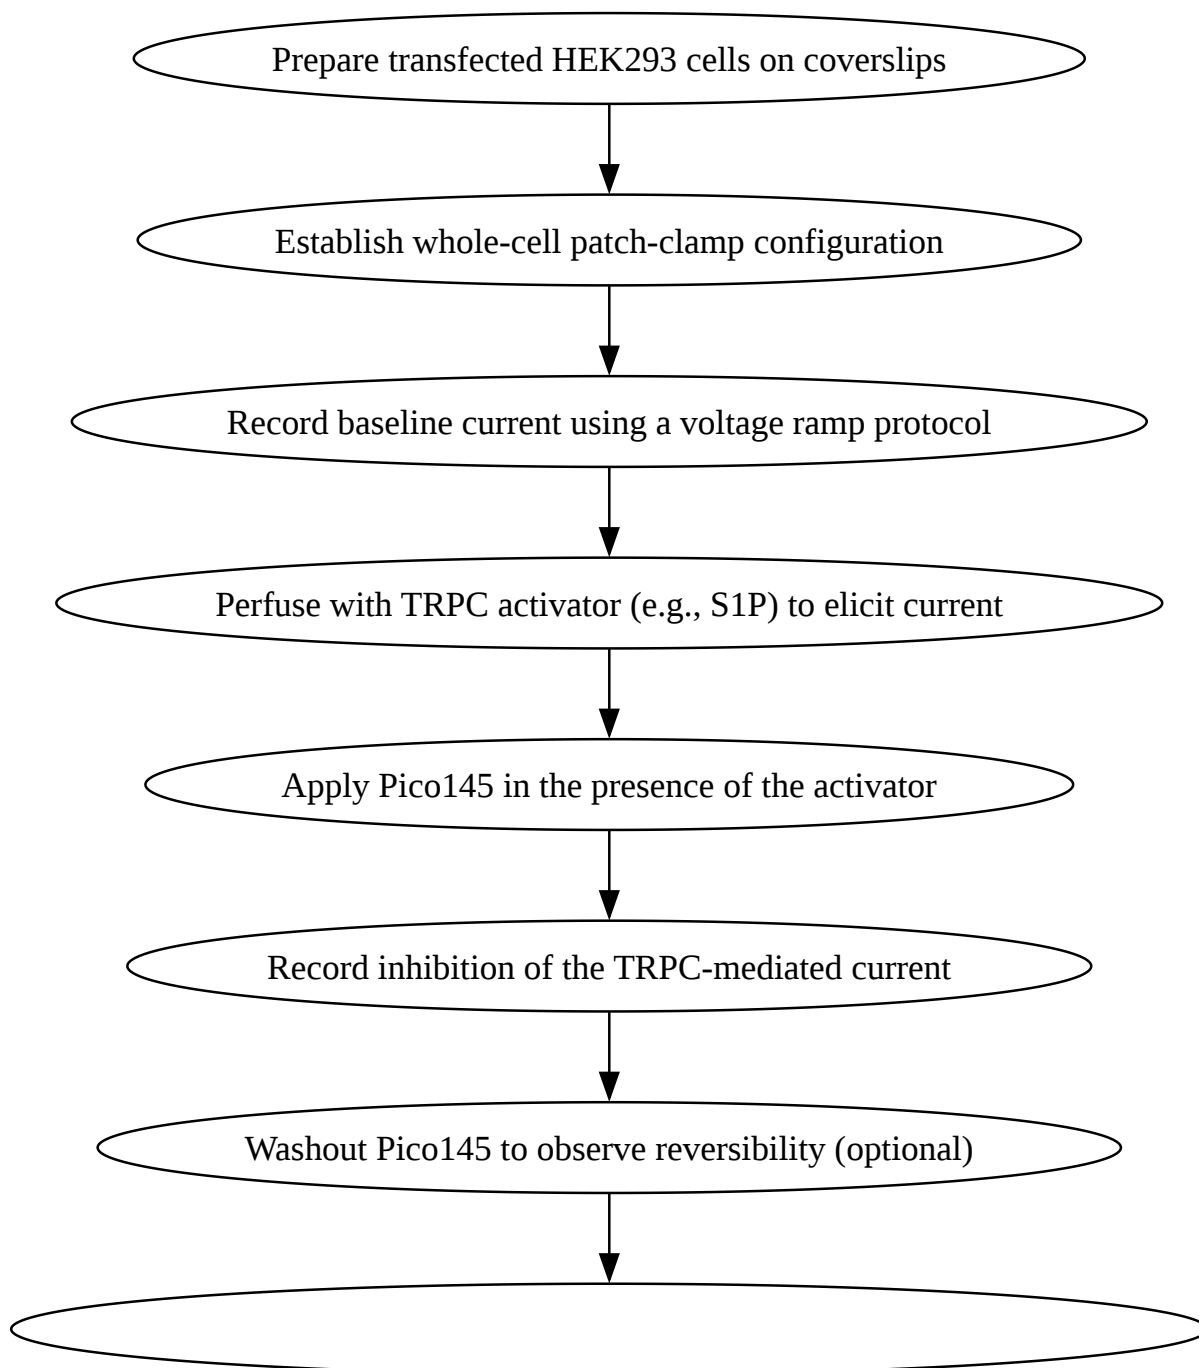 Prepare transfected HEK293 cells on coverslips
Establish whole-cell patch-clamp configuration
Record baseline current using a voltage ramp protocol
Perfuse with TRPC activator (e.g., S1P) to elicit current
Apply Pico145 in the presence of the activator
Record inhibition of the TRPC-mediated current
Washout Pico145 to observe reversibility (optional)